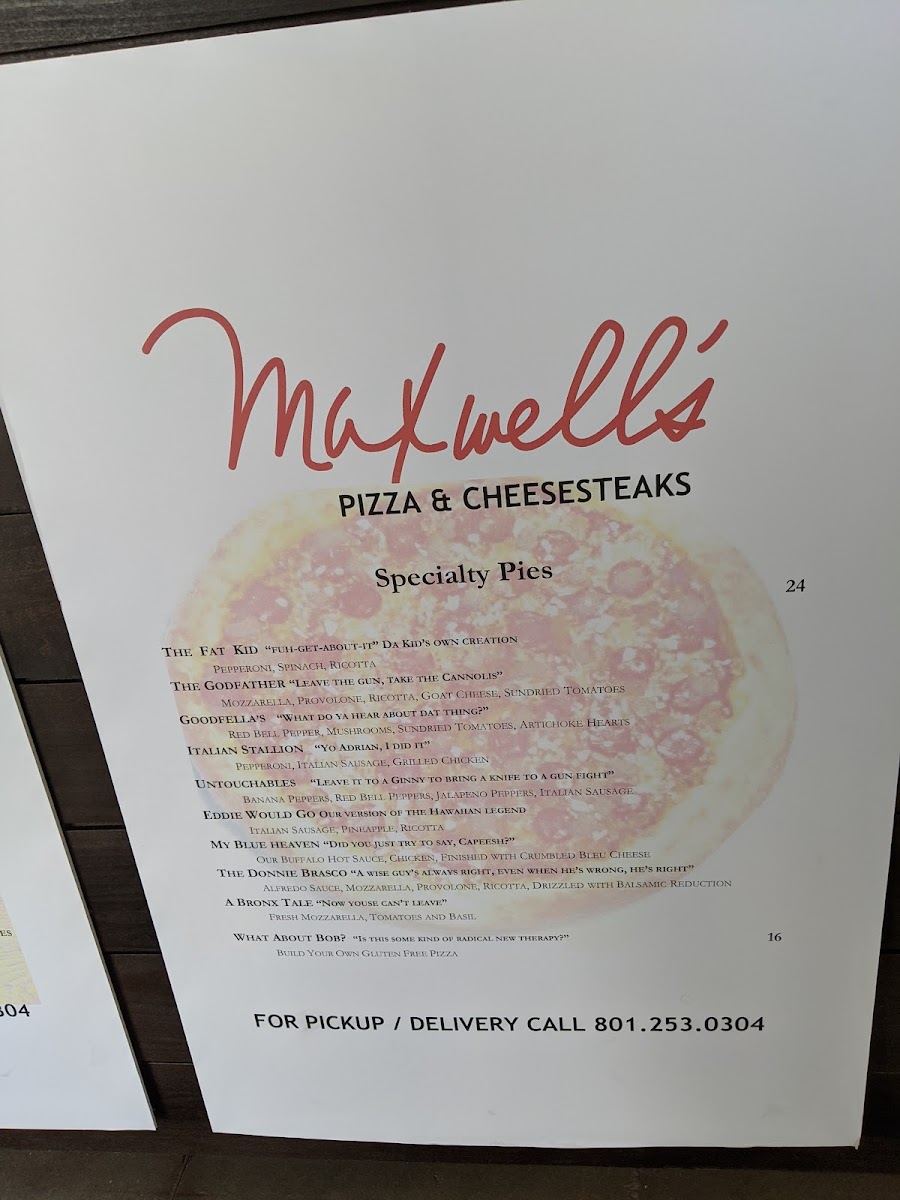 Maxwell's
PIZZA & CHEESESTEAKS
Specialty Pies 24
THE FAT KID "FUH-GET-ABOUT-IT" DA KID'S OWN CREATION
PEPPERONI, SPINACH, RICOTTA
THE GODFATHER "LEAVE THE GUN, TAKE THE CANNOLIS"
MOZZARELLA, PROVOLONE, RICOTTA, GOAT CHEESE, SUNDRIED TOMATOES
GOODFELLA'S "WHAT DO YA HEAR ABOUT DAT THING?"
RED BELL PEPPER, MUSHROOMS, SUNDRIED TOMATOES, ARTICHOKE HEARTS
ITALIAN STALLION "YO ADRIAN, I DID IT"
PEPPERONI, ITALIAN SAUSAGE, GRILLED CHICKEN
UNTOUCHABLES "LEAVE IT TO A GINNY TO BRING A KNIFE TO A GUN FIGHT"
BANANA PEPPERS, RED BELL PEPPERS, JALAPENO PEPPERS, ITALIAN SAUSAGE
EDDIE WOULD GO OUR VERSION OF THE HAWAIIAN LEGEND
ITALIAN SAUSAGE, PINEAPPLE, RICOTTA
MY BLUE HEAVEN "DID YOU JUST TRY TO SAY, CAPEESH?"
OUR BUFFALO HOT SAUCE, CHICKEN, FINISHED WITH CRUMBLED BLEU CHEESE
THE DONNIE BRASCO "A WISE GUY'S ALWAYS RIGHT, EVEN WHEN HE'S WRONG, HE'S RIGHT"
ALFREDO SAUCE, MOZZARELLA, PROVOLONE, RICOTTA, DRIZZLED WITH BALSAMIC REDUCTION
A BRONX TALE "NOW YOUSE CAN'T LEAVE"
FRESH MOZZARELLA, TOMATOES AND BASIL
WHAT ABOUT BOB? "IS THIS SOME KIND OF RADICAL NEW THERAPY?" 16
BUILD YOUR OWN GLUTEN FREE PIZZA
FOR PICKUP / DELIVERY CALL 801.253.0304
ES
304